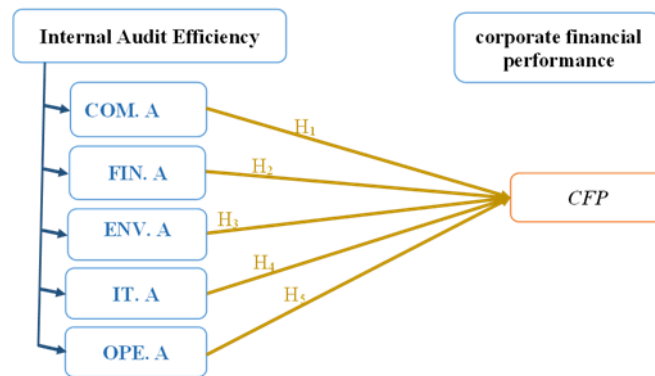 Internal Audit Efficiency
corporate financial
performance
COM. A
H₁
FIN. A
H₂
ENV. A
H₃
CFP
IT. A
H₄
OPE. A
H₅